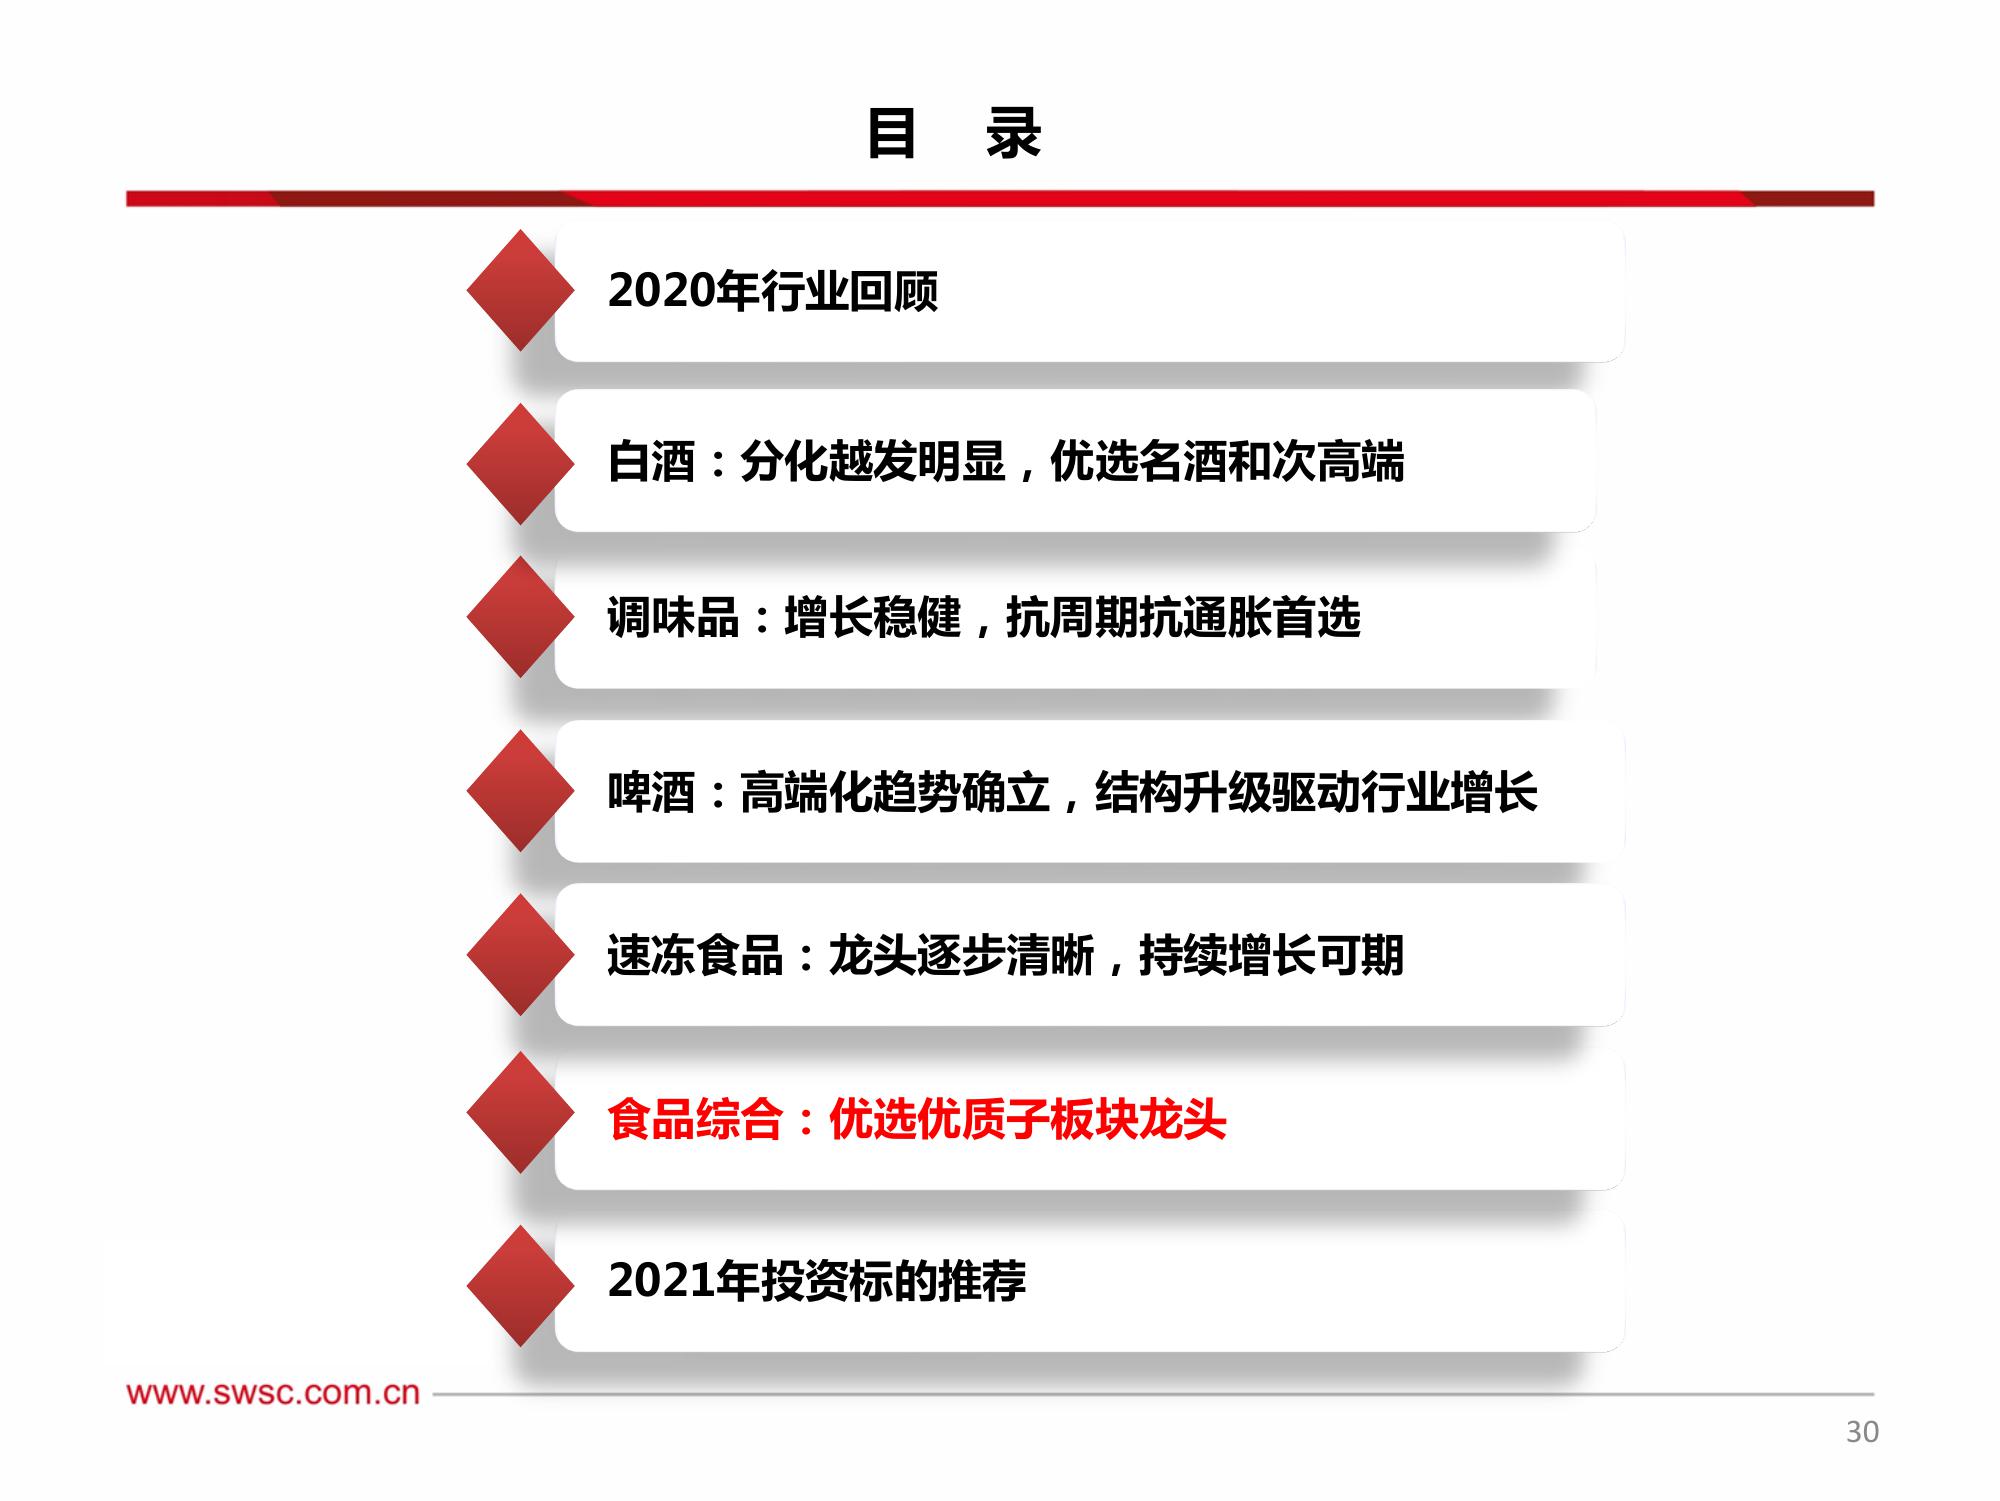 目 录
2020年行业回顾
白酒：分化越发明显，优选名酒和次高端
调味品：增长稳健，抗周期抗通胀首选
啤酒：高端化趋势确立，结构升级驱动行业增长
速冻食品：龙头逐步清晰，持续增长可期
食品综合：优选优质子板块龙头
2021年投资标的推荐
www.swsc.com.cn
30